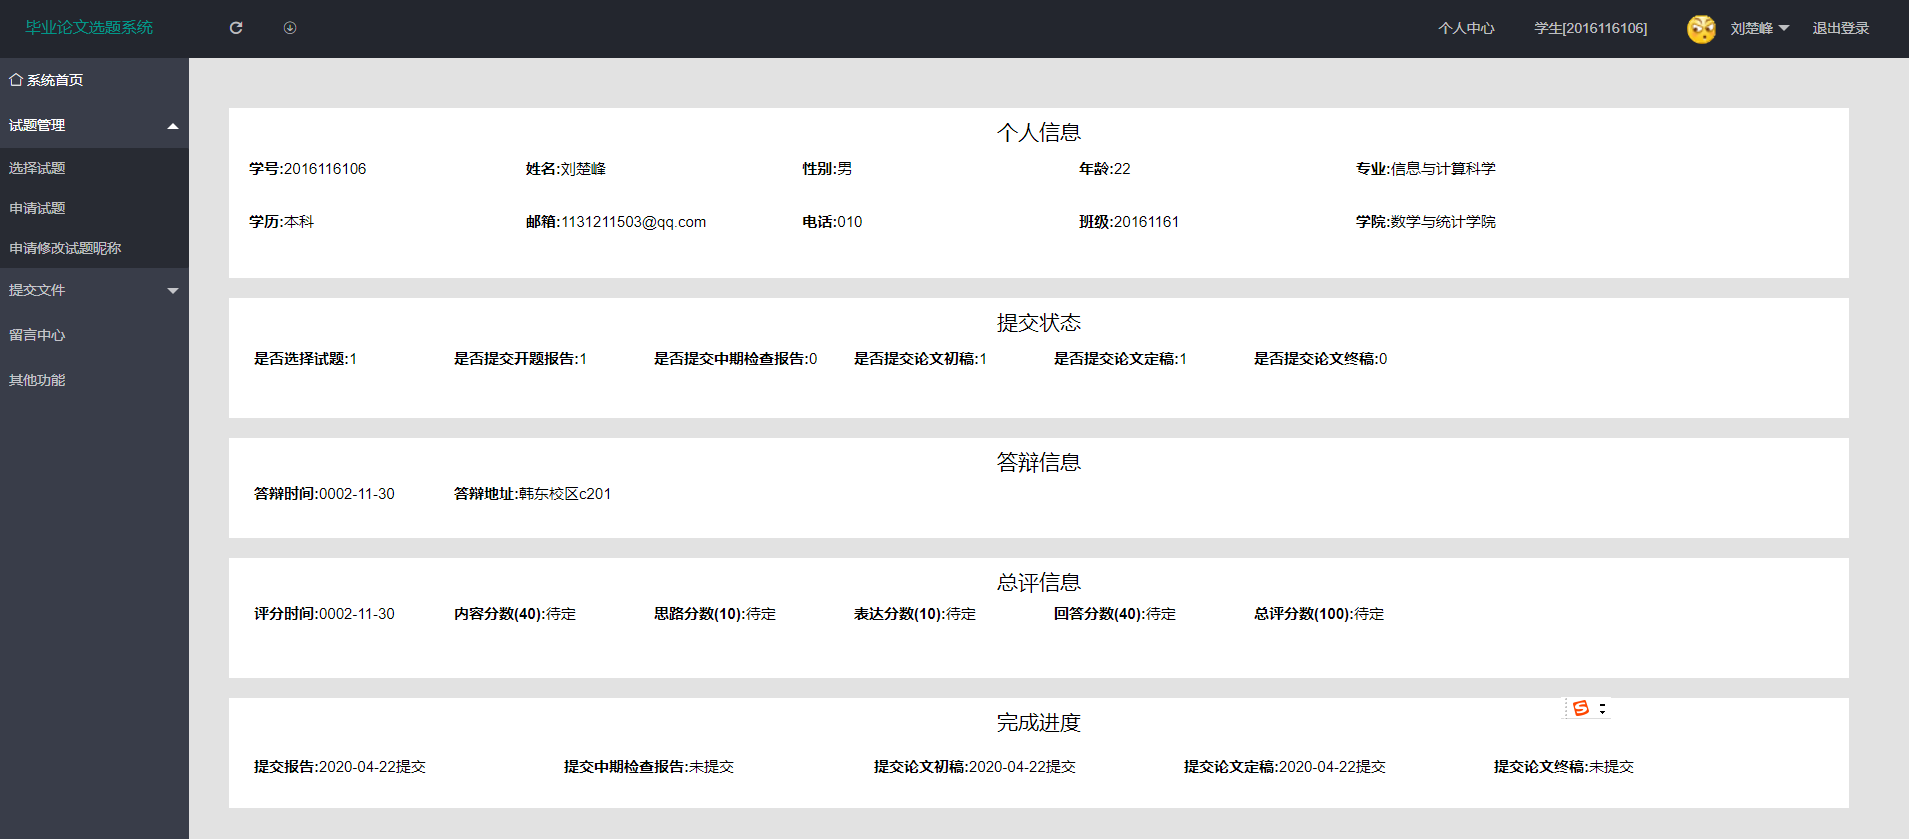 毕业论文选题系统 个人中心 学生[2016116106] 刘楚峰 退出登录
系统首页
试题管理
选择试题
申请试题
申请修改试题昵称
提交文件
留言中心
其他功能
个人信息
学号:2016116106 姓名:刘楚峰 性别:男 年龄:22 专业:信息与计算科学
学历:本科 邮箱:1131211503@qq.com 电话:010 班级:20161161 学院:数学与统计学院
提交状态
是否选择试题:1 是否提交开题报告:1 是否提交中期检查报告:0 是否提交论文初稿:1 是否提交论文定稿:1 是否提交论文终稿:0
答辩信息
答辩时间:0002-11-30 答辩地址:韩东校区c201
总评信息
评分时间:0002-11-30 内容分数(40):待定 思路分数(10):待定 表达分数(10):待定 回答分数(40):待定 总评分数(100):待定
完成进度
提交报告:2020-04-22提交 提交中期检查报告:未提交 提交论文初稿:2020-04-22提交 提交论文定稿:2020-04-22提交 提交论文终稿:未提交